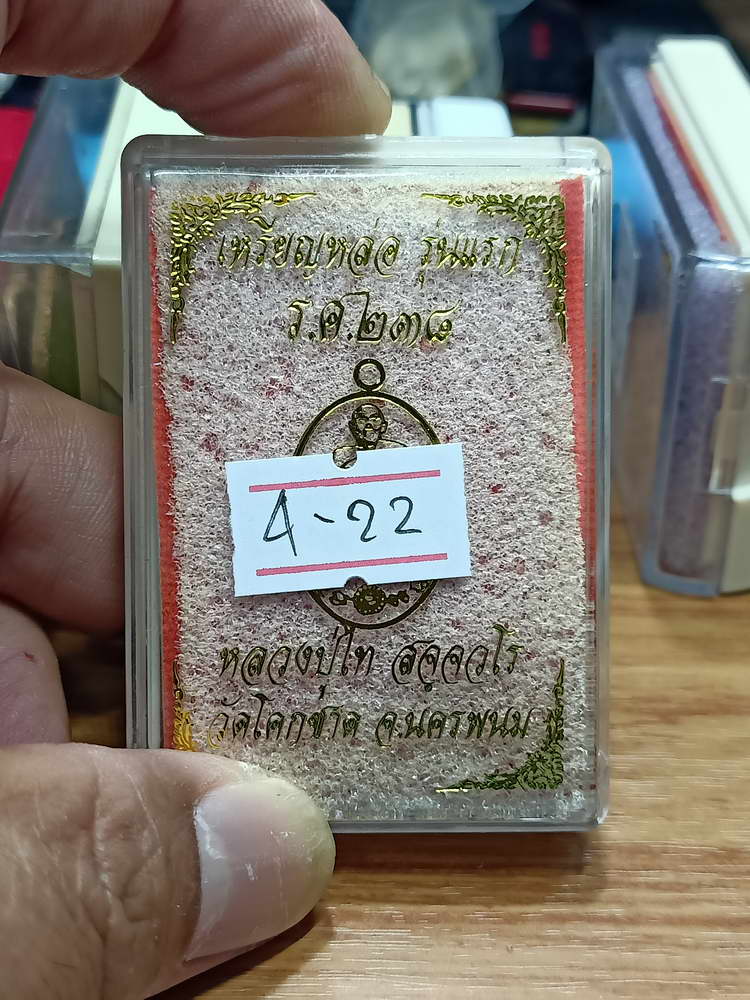 เหรียญหล่อ รุ่นแรก
ร.ศ.๒๓๘
4-22
หลวงปู่ไท สจฺจวโร
วัดโคกชาด จ.นครพนม